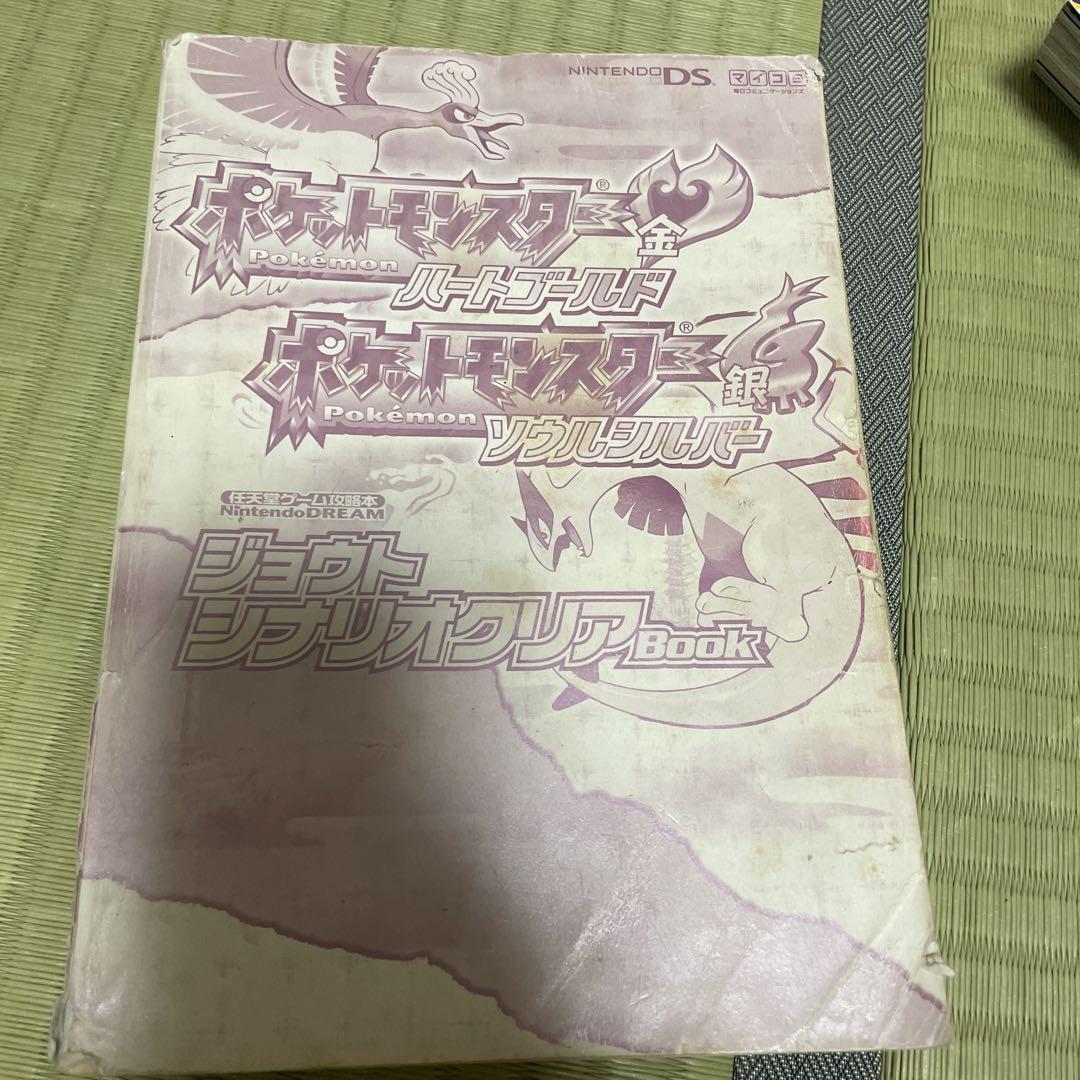 NINTENDO DS
マイコミ
毎日コミュニケーションズ
ポケットモンスター®
金
Pokémon
ハートゴールド
ポケットモンスター®
銀
Pokémon
ソウルシルバー
任天堂ゲーム攻略本
Nintendo DREAM
ジョウト
シナリオクリアBook